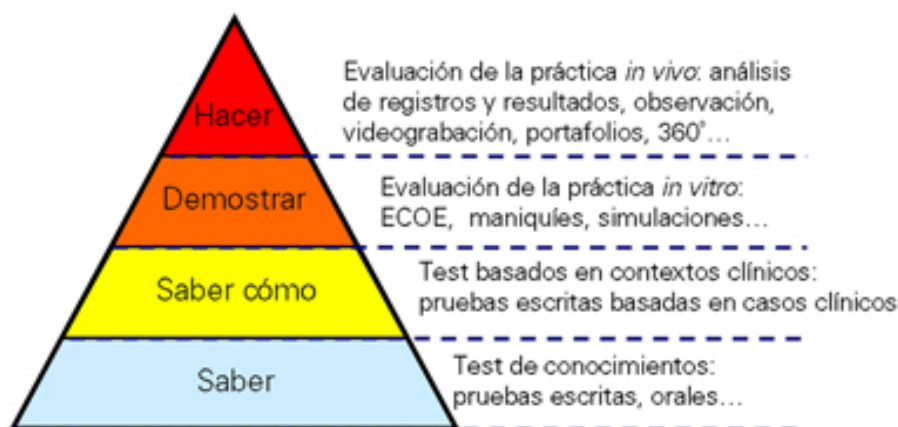 Hacer
Evaluación de la práctica in vivo: análisis
de registros y resultados, observación,
videograbación, portafolios, 360°...
Demostrar
Evaluación de la práctica in vitro:
ECOE, maniquíes, simulaciones...
Saber cómo
Test basados en contextos clínicos:
pruebas escritas basadas en casos clínicos
Saber
Test de conocimientos:
pruebas escritas, orales...